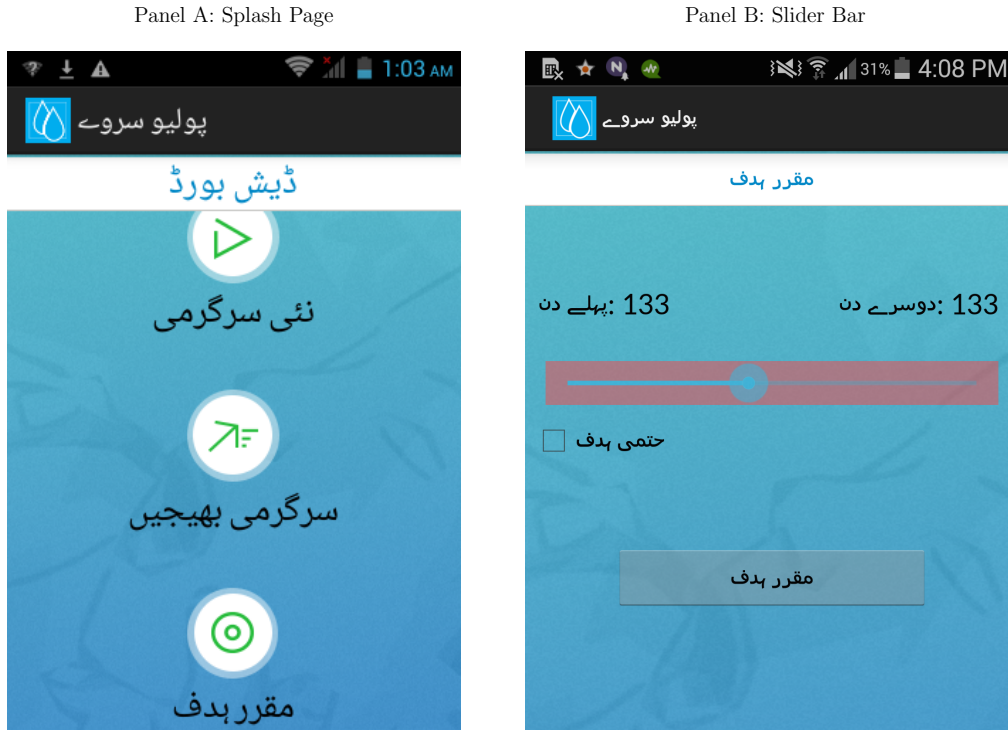 Panel A: Splash Page
1:03 AM
پولیو سروے
ڈیش بورڈ
نئی سرگرمی
سرگرمی بھیجیں
مقرر ہدف
Panel B: Slider Bar
31% 4:08 PM
پولیو سروے
مقرر ہدف
پہلے دن: 133
دوسرے دن: 133
حتمی ہدف
مقرر ہدف